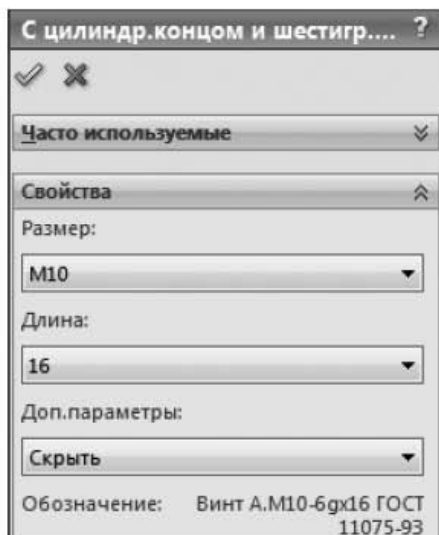 С цилиндр.концом и шестигр.... ?
Часто используемые
Свойства
Размер:
M10
Длина:
16
Доп.параметры:
Скрыть
Обозначение: Винт А.М10-6gx16 ГОСТ
11075-93